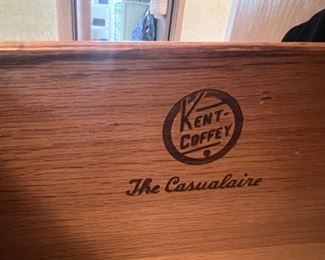 KENT-
COFFEY
The Casualaire